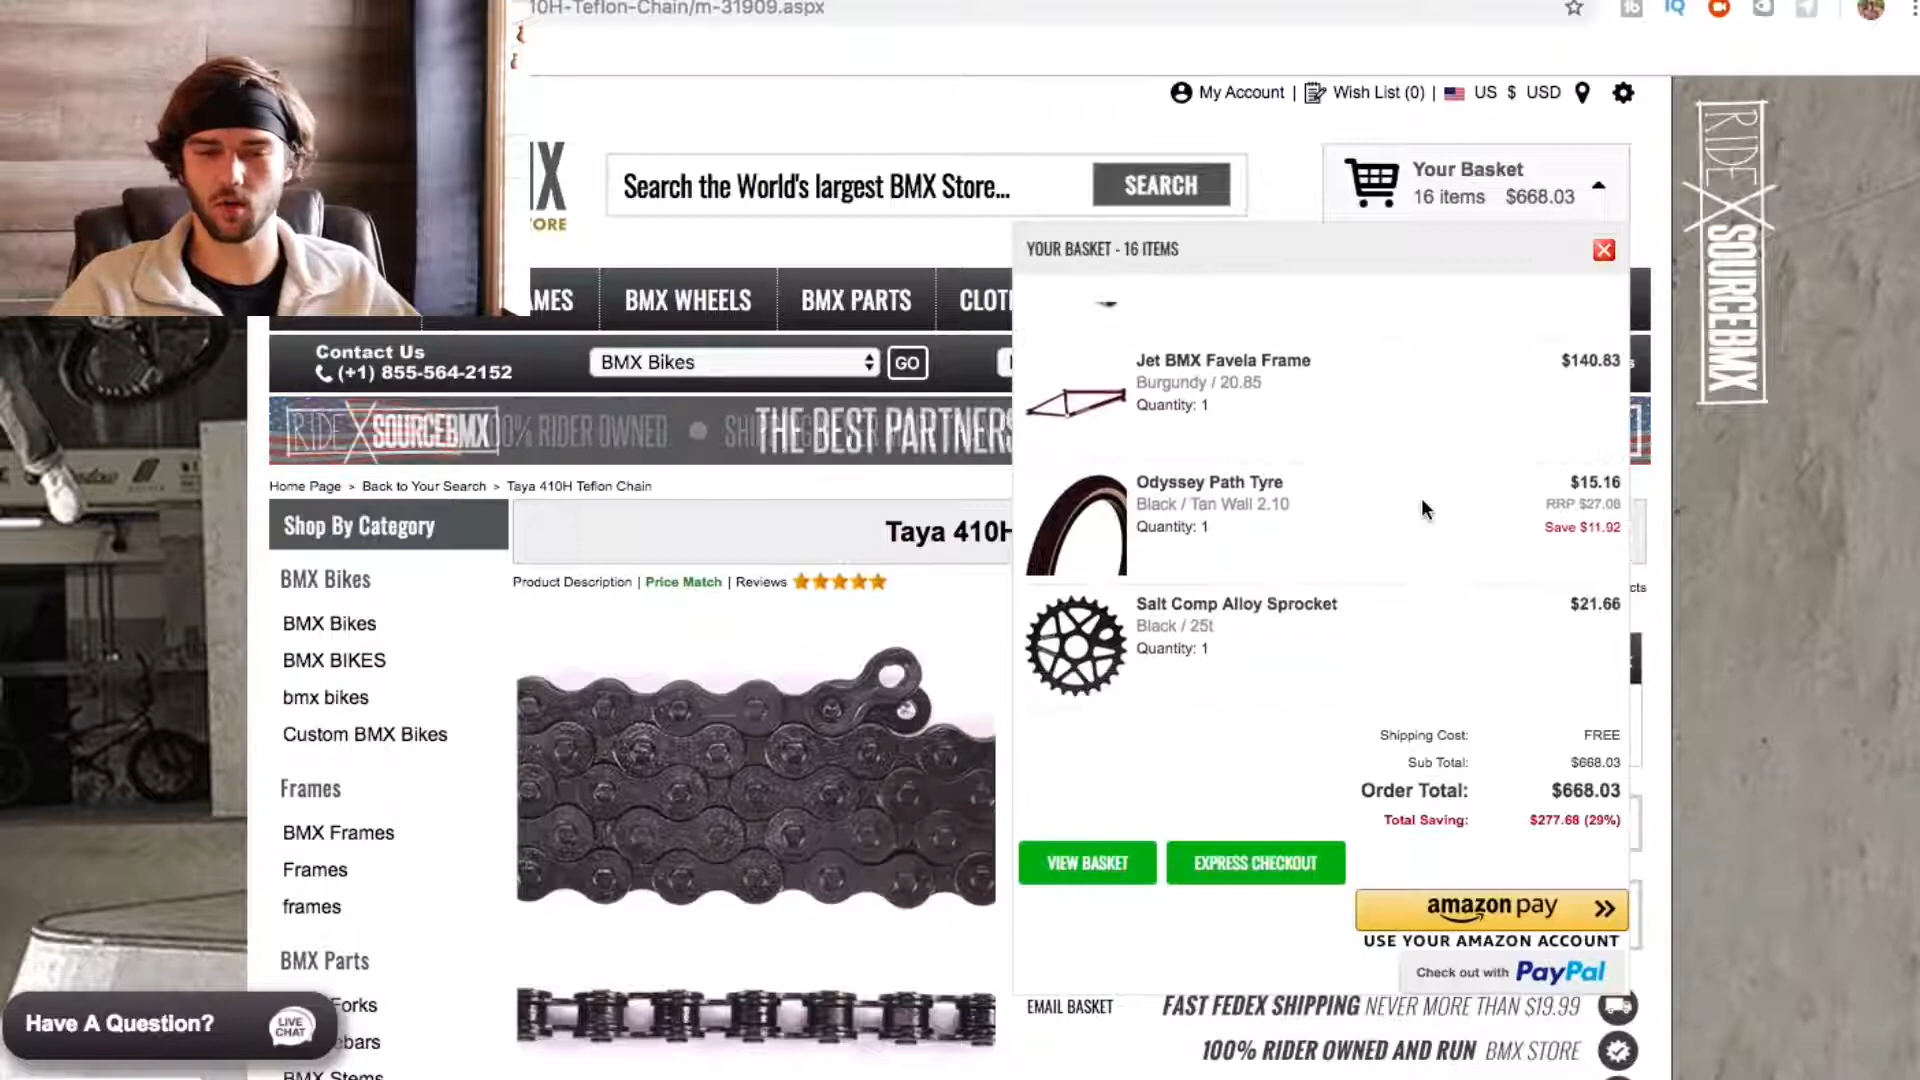 10H-Teflon-Chain/m-31909.aspx
My Account | Wish List (0) | US $ USD
Search the World's largest BMX Store...
SEARCH
Your Basket
16 items $668.03
X
ORE
YOUR BASKET - 16 ITEMS
MES
BMX WHEELS
BMX PARTS
CLOT
Contact Us
(+1) 855-564-2152
BMX Bikes
GO
Jet BMX Favela Frame
$140.83
Burgundy / 20.85
Quantity: 1
RIDE SOURCEBMX
100% RIDER OWNED
SHI
THE BEST PARTNERS
Home Page > Back to Your Search > Taya 410H Teflon Chain
Odyssey Path Tyre
$15.16
Black / Tan Wall 2.10
RRP $27.08
Quantity: 1
Save $11.92
Shop By Category
Taya 410H
Product Description | Price Match | Reviews
cts
BMX Bikes
BMX Bikes
BMX BIKES
bmx bikes
Custom BMX Bikes
Salt Comp Alloy Sprocket
$21.66
Black / 25t
Quantity: 1
Frames
BMX Frames
Frames
frames
Shipping Cost: FREE
Sub Total: $668.03
Order Total: $668.03
Total Saving: $277.68 (29%)
VIEW BASKET
EXPRESS CHECKOUT
amazon pay
USE YOUR AMAZON ACCOUNT
Check out with PayPal
BMX Parts
Forks
ebars
BMX Stems
Have A Question?
LIVE CHAT
EMAIL BASKET
FAST FEDEX SHIPPING NEVER MORE THAN $19.99
100% RIDER OWNED AND RUN BMX STORE
RIDE SOURCEBMX